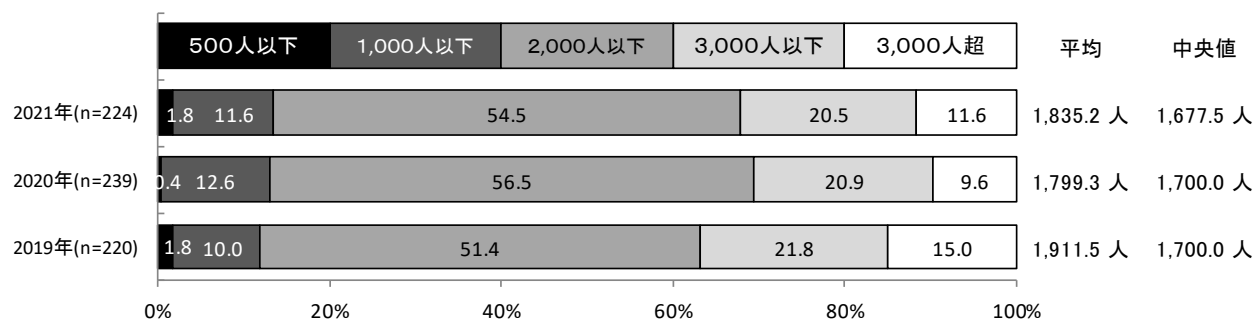 500人以下 1,000人以下 2,000人以下 3,000人以下 3,000人超 平均 中央値
2021年(n=224) 1.8 11.6 54.5 20.5 11.6 1,835.2 人 1,677.5 人
2020年(n=239) 0.4 12.6 56.5 20.9 9.6 1,799.3 人 1,700.0 人
2019年(n=220) 1.8 10.0 51.4 21.8 15.0 1,911.5 人 1,700.0 人
0% 20% 40% 60% 80% 100%